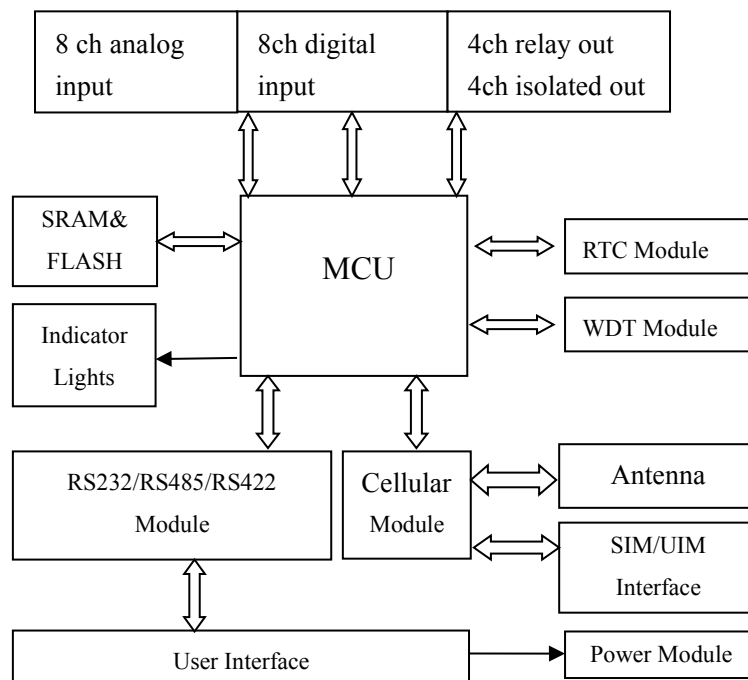 8 ch analog
input
8ch digital
input
4ch relay out
4ch isolated out
SRAM&
FLASH
MCU
RTC Module
WDT Module
Indicator
Lights
RS232/RS485/RS422
Module
Cellular
Module
Antenna
SIM/UIM
Interface
User Interface
Power Module